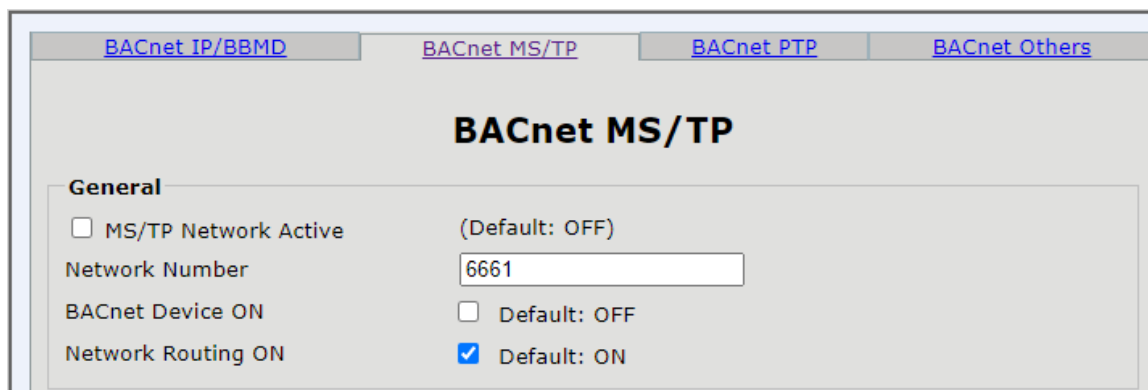 BACnet IP/BBMD BACnet MS/TP BACnet PTP BACnet Others
BACnet MS/TP
General
MS/TP Network Active (Default: OFF)
Network Number 6661
BACnet Device ON Default: OFF
Network Routing ON Default: ON